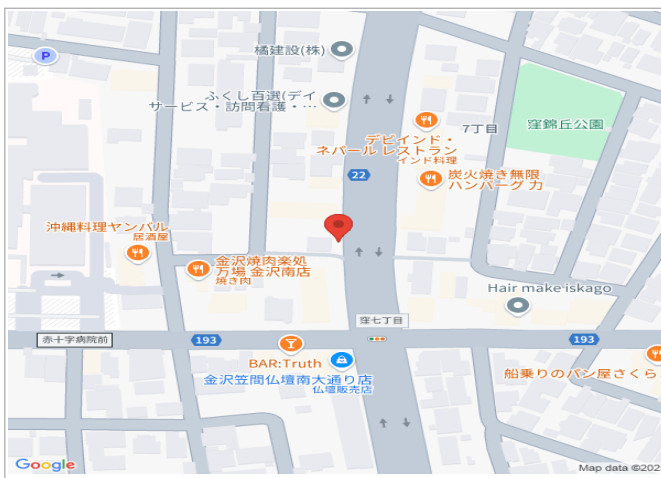 P
橘建設(株)
ふくし百選(デイ
サービス・訪問看護・…
デビインド・
ネパール レストラン
インド料理
7丁目
窪錦丘公園
22
炭火焼き無限
ハンバーグ 力
沖縄料理ヤンバル
居酒屋
金沢焼肉楽処
万場 金沢南店
焼き肉
Hair make iskago
窪七丁目
赤十字病院前
193
193
BAR:Truth
金沢笠間仏壇南大通り店
仏壇販売店
船乗りのパン屋さくら
Google
Map data ©202